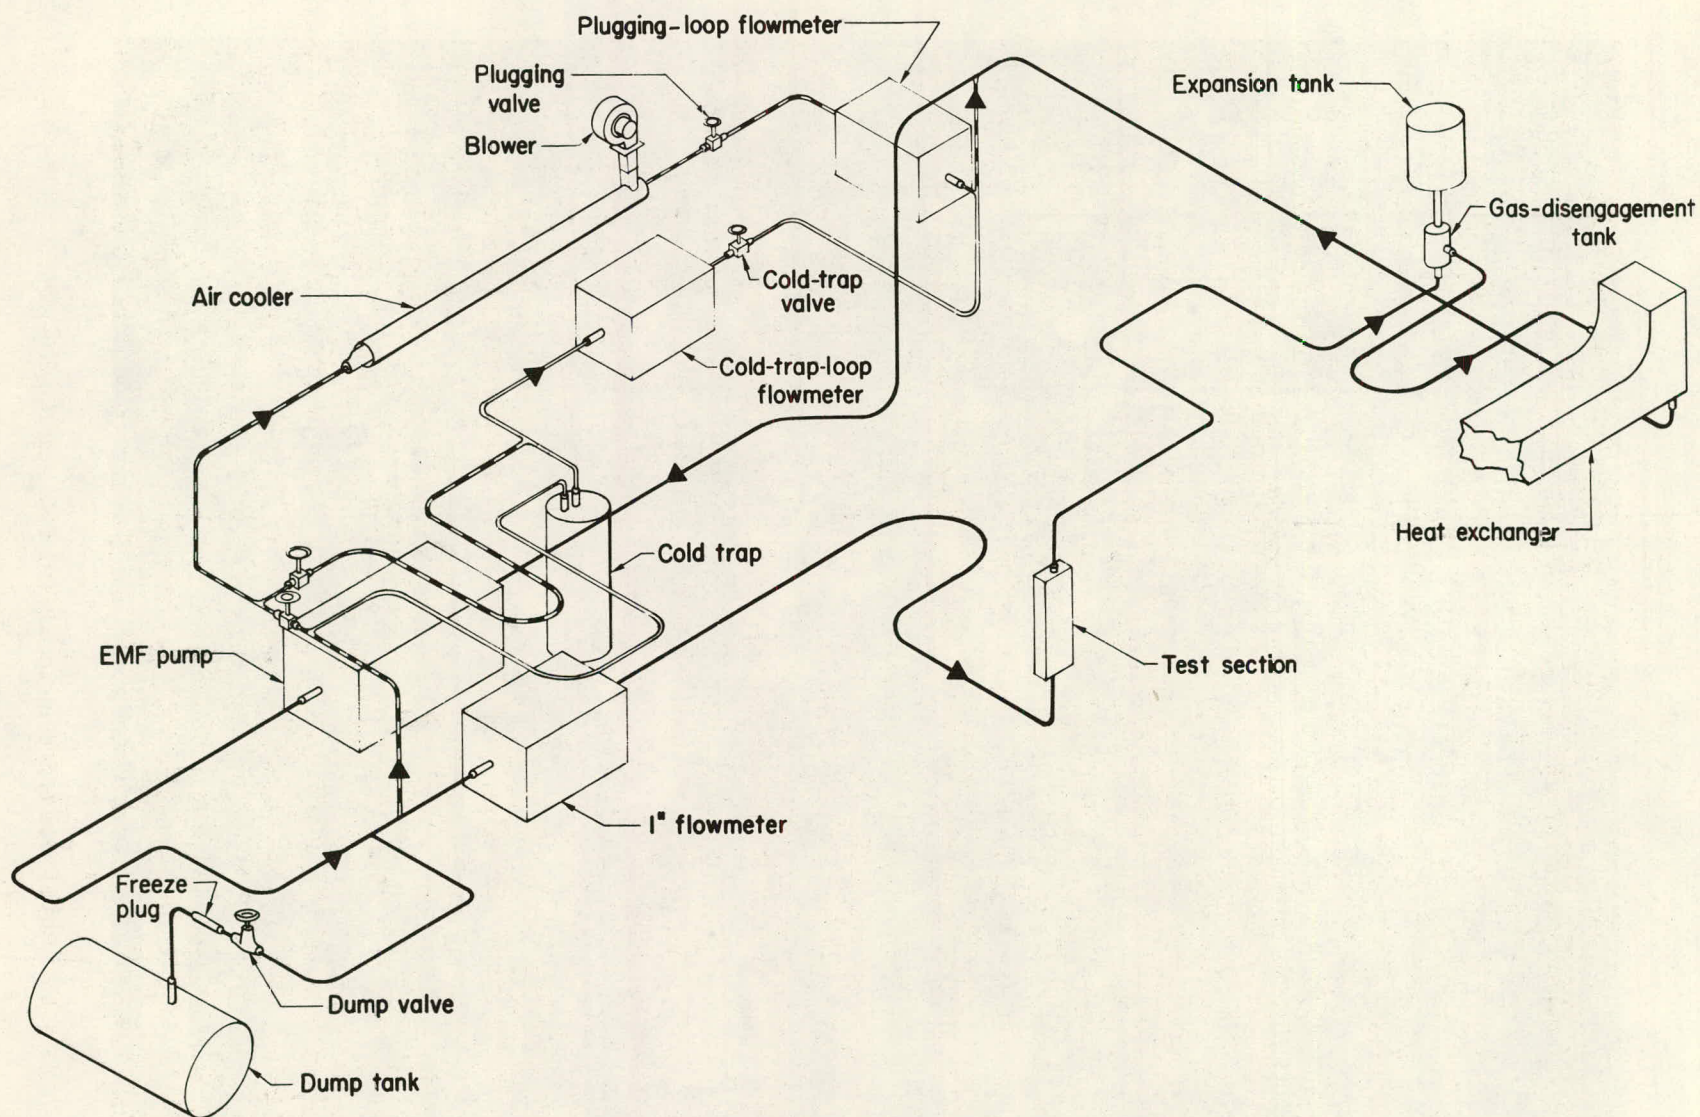 Plugging-loop flowmeter
Plugging
valve
Blower
Expansion tank
Gas-disengagement
tank
Air cooler
Cold-trap
valve
Cold-trap-loop
flowmeter
Heat exchanger
Cold trap
EMF pump
Test section
1" flowmeter
Freeze
plug
Dump valve
Dump tank